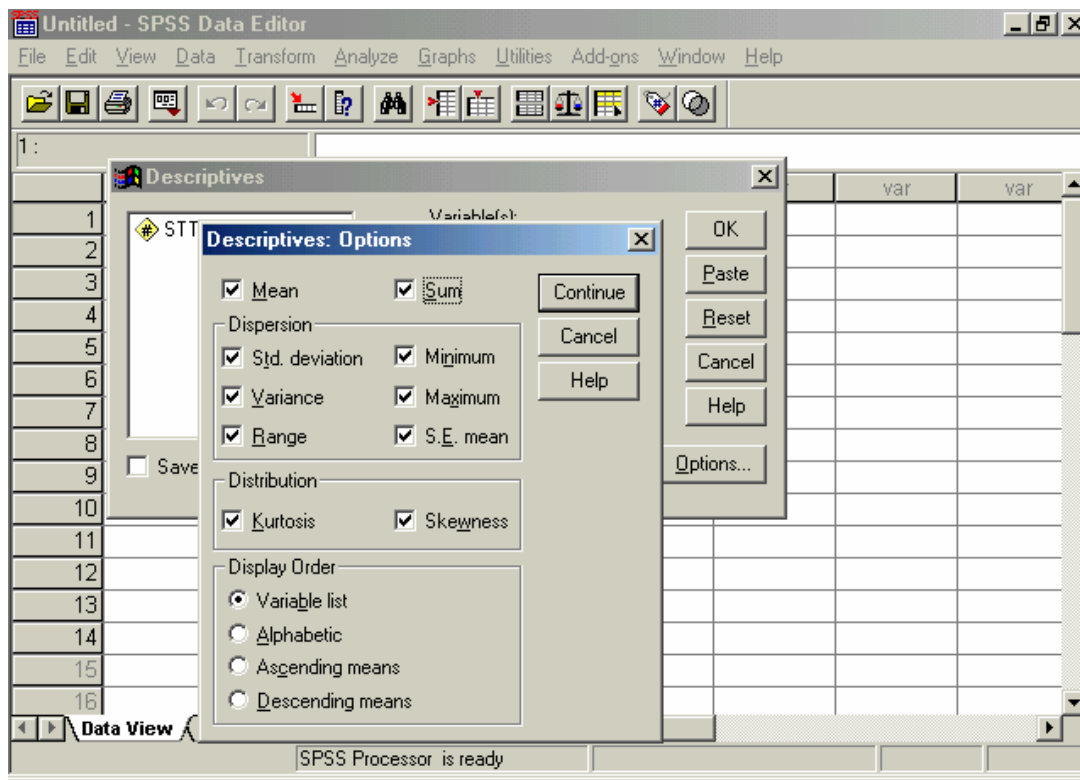 Untitled - SPSS Data Editor
File Edit View Data Transform Analyze Graphs Utilities Add-ons Window Help
1 :
Descriptives
var var
STT
Variable(s):
OK
Paste
Reset
Cancel
Help
Options...
Save
Descriptives: Options
Mean Sum
Continue
Cancel
Help
Dispersion
Std. deviation Minimum
Variance Maximum
Range S.E. mean
Distribution
Kurtosis Skewness
Display Order
Variable list
Alphabetic
Ascending means
Descending means
1
2
3
4
5
6
7
8
9
10
11
12
13
14
15
16
Data View
SPSS Processor is ready